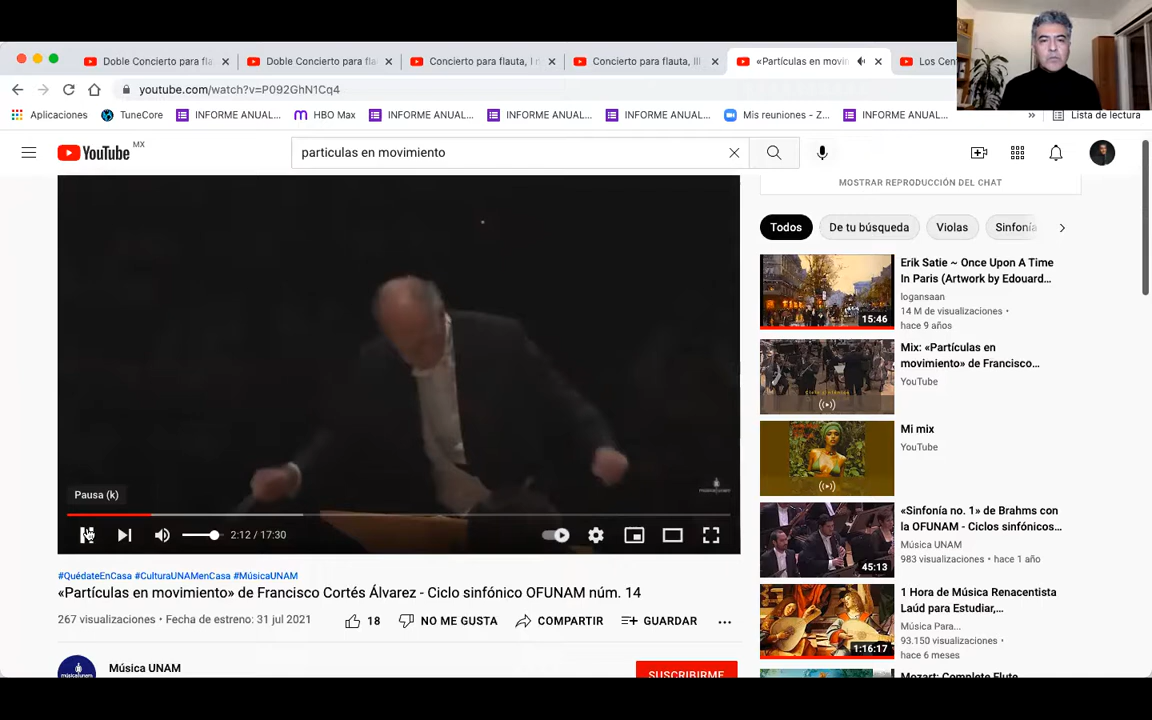 Doble Concierto para fla
Doble Concierto para fla
Concierto para flauta, I n
Concierto para flauta, III
«Partículas en movim
Los Cen
youtube.com/watch?v=P092GhN1Cq4
Aplicaciones
TuneCore
INFORME ANUAL...
HBO Max
INFORME ANUAL...
INFORME ANUAL...
INFORME ANUAL...
Mis reuniones - Z...
INFORME ANUAL...
»
Lista de lectura
YouTube MX
particulas en movimiento
MOSTRAR REPRODUCCIÓN DEL CHAT
Todos
De tu búsqueda
Violas
Sinfonía
Erik Satie ~ Once Upon A Time
In Paris (Artwork by Edouard...
logansaan
14 M de visualizaciones •
hace 9 años
15:46
Mix: «Partículas en
movimiento» de Francisco...
YouTube
Mi mix
YouTube
«Sinfonía no. 1» de Brahms con
la OFUNAM - Ciclos sinfónicos...
Música UNAM
983 visualizaciones • hace 1 año
45:13
1 Hora de Música Renacentista
Laúd para Estudiar,...
Música Para...
93.150 visualizaciones •
hace 6 meses
1:16:17
Mozart: Complete Flute
Pausa (k)
2:12 / 17:30
músicaunam
#QuédateEnCasa #CulturaUNAMenCasa #MúsicaUNAM
«Partículas en movimiento» de Francisco Cortés Álvarez - Ciclo sinfónico OFUNAM núm. 14
267 visualizaciones • Fecha de estreno: 31 jul 2021
18
NO ME GUSTA
COMPARTIR
GUARDAR
...
músicaunam
Música UNAM
SUSCRIBIRME